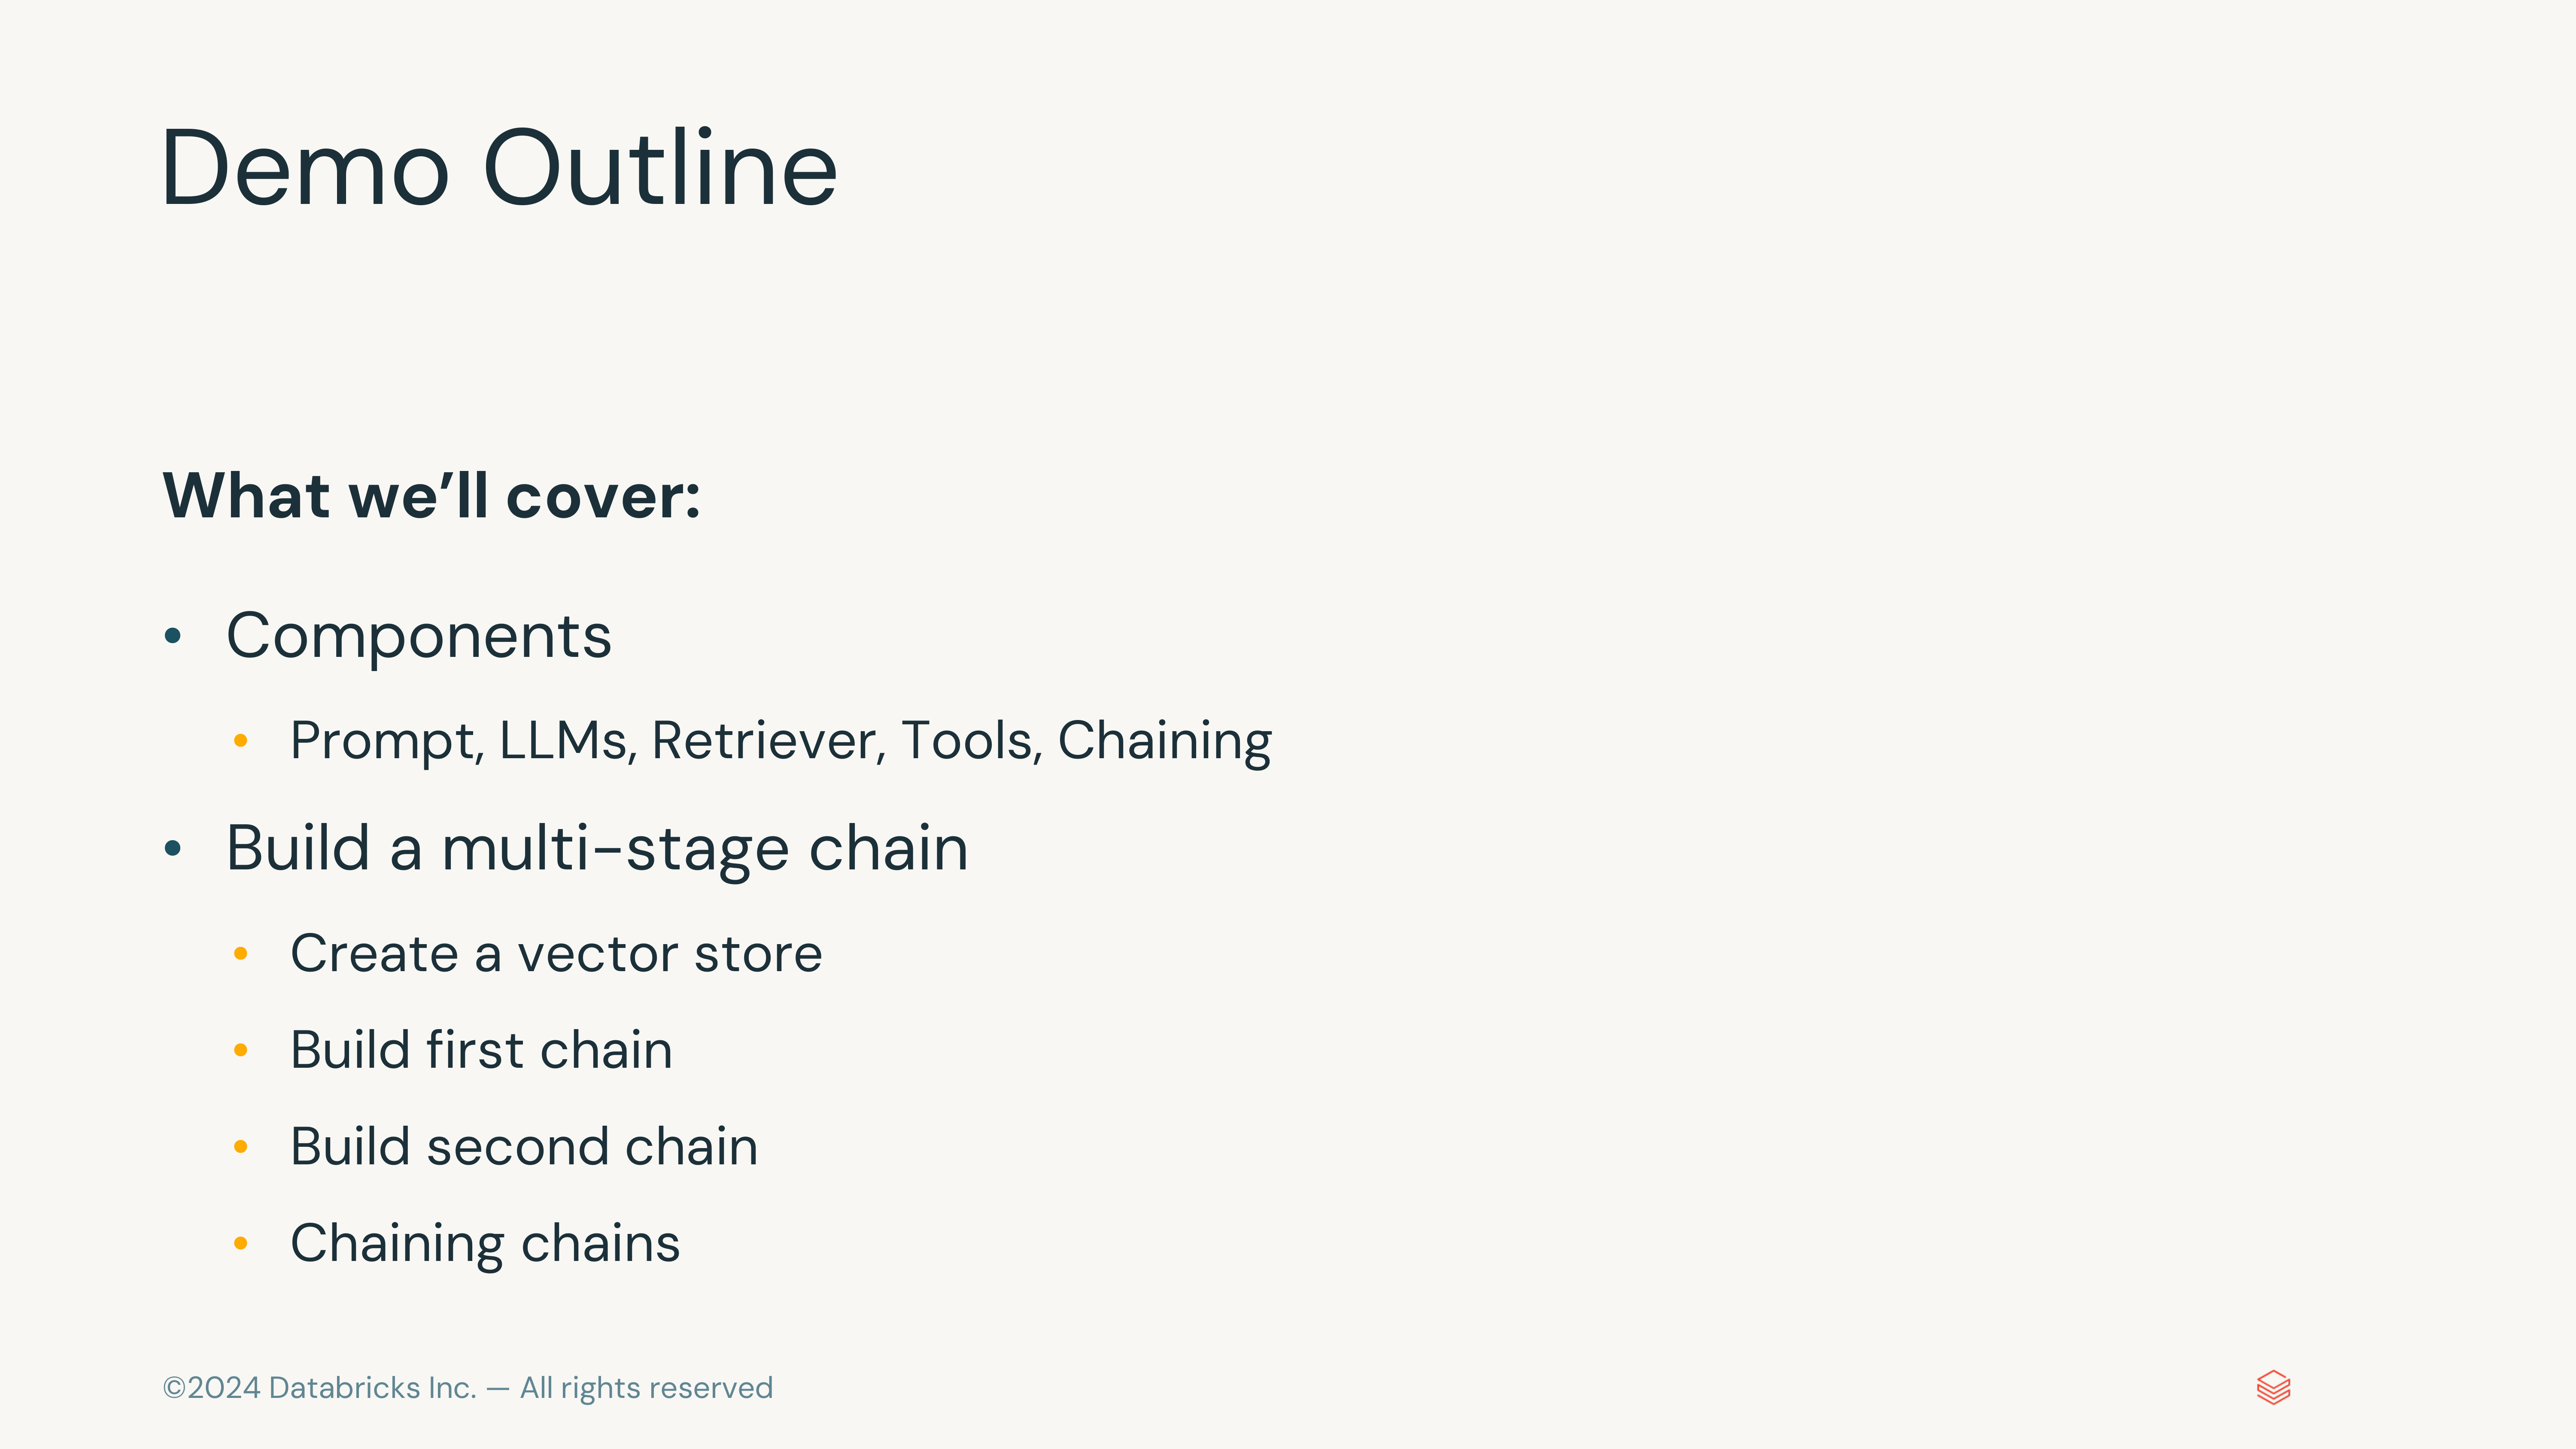 Demo Outline
What we’ll cover:
• Components
• Prompt, LLMs, Retriever, Tools, Chaining
• Build a multi-stage chain
• Create a vector store
• Build first chain
• Build second chain
• Chaining chains
©2024 Databricks Inc. — All rights reserved